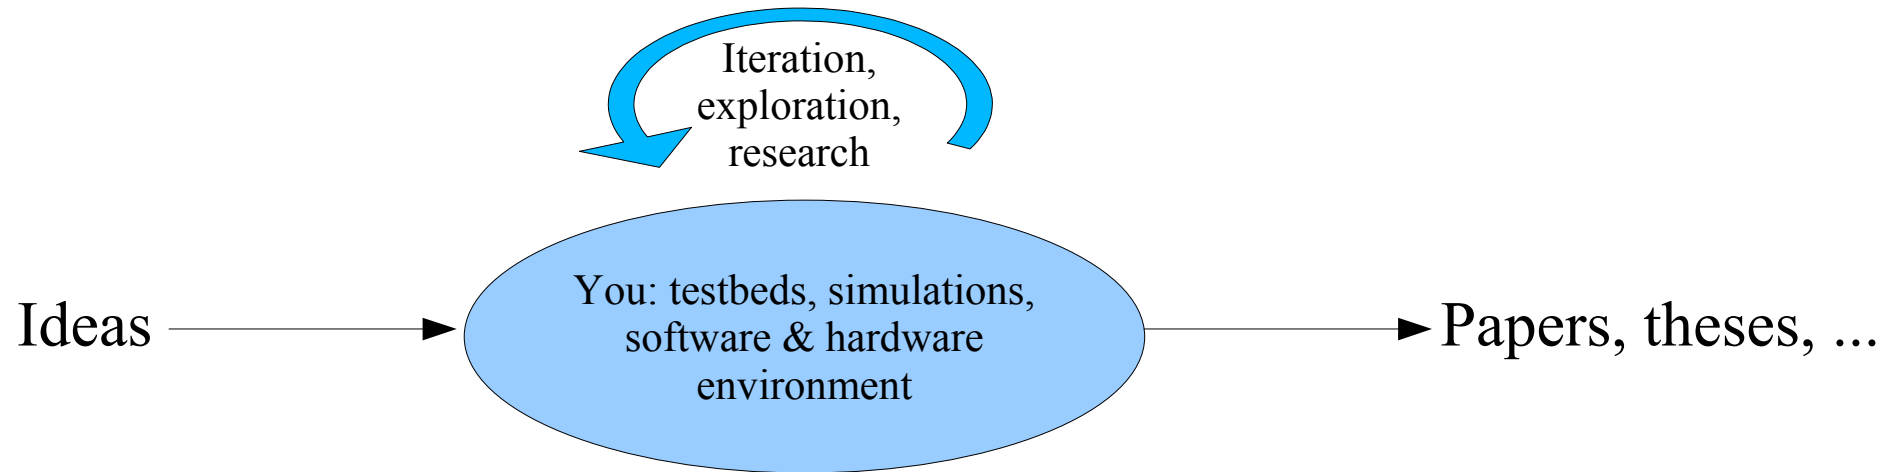 Iteration,
exploration,
research
Ideas
You: testbeds, simulations,
software & hardware
environment
Papers, theses, ...